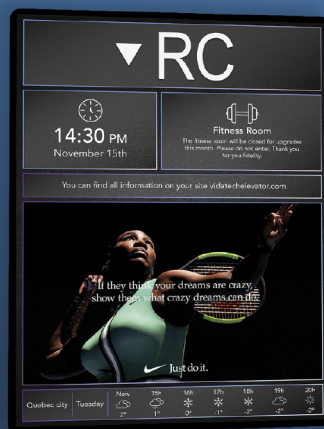 RC
14:30 PM
November 15th
Fitness Room
The fitness room will be closed for upgrades
this month. Please do not enter. Thank you
for you fidelity.
You can find all information on your site vidatechelevator.com
If they think your dreams are crazy,
show them what crazy dreams can do.
Just do it.
Quebec city Tuesday
Now 15h 16h 17h 18h 19h 20h
2° 1° 0° -1° -2° -2° -2°